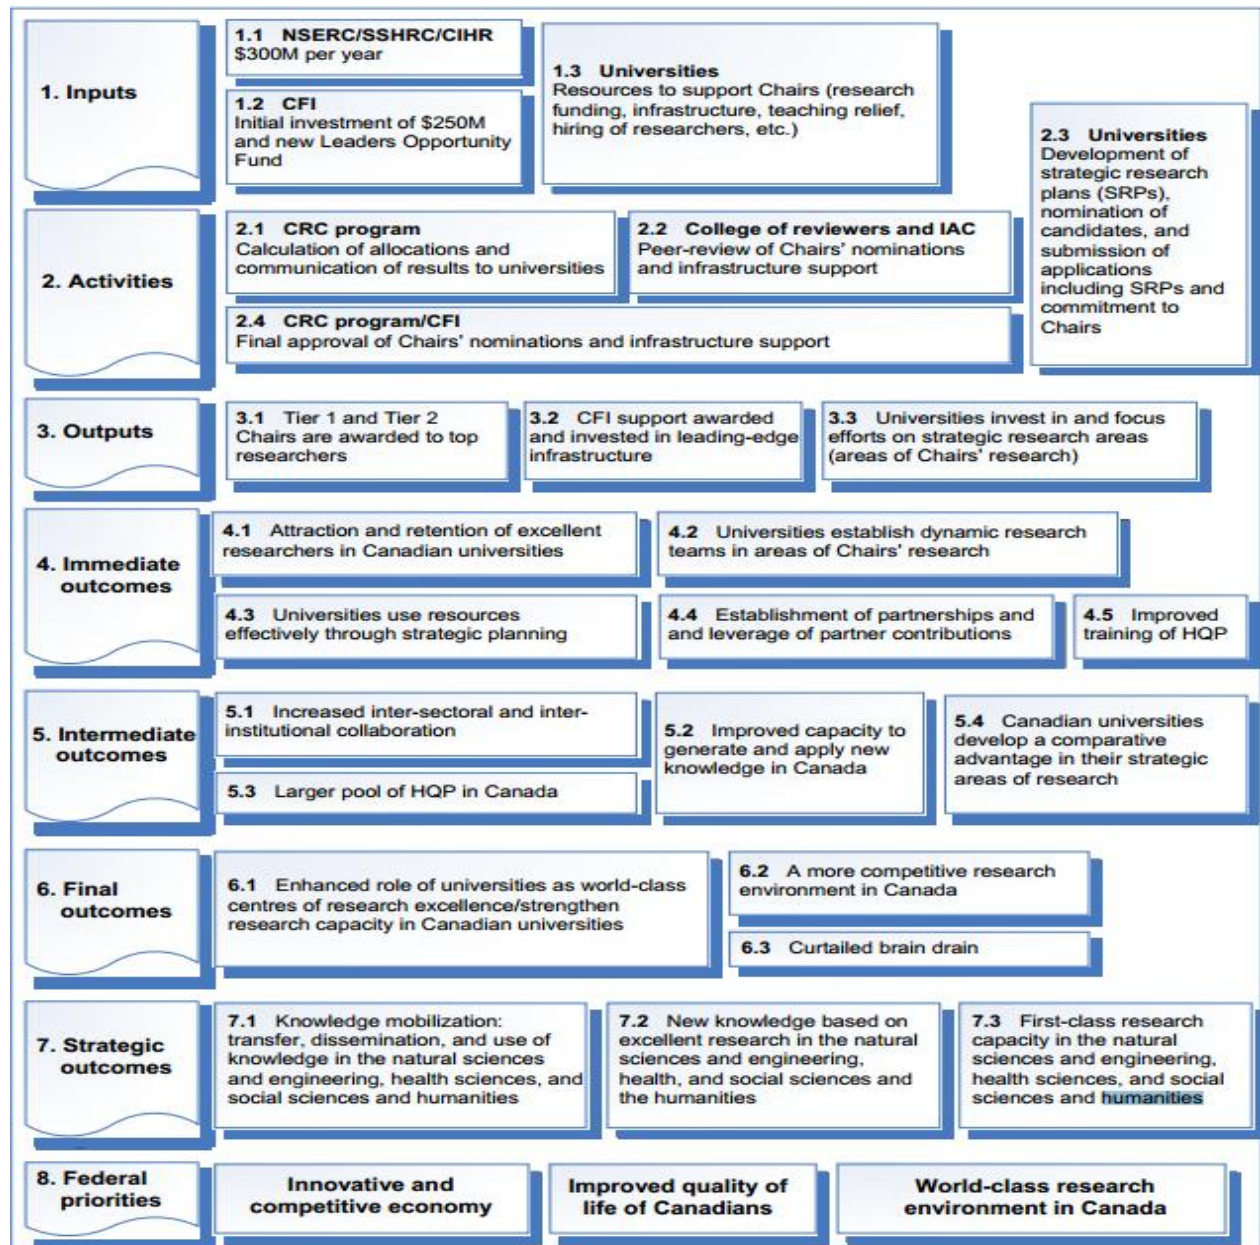 1. Inputs
1.1 NSERC/SSHRC/CIHR
$300M per year
1.2 CFI
Initial investment of $250M
and new Leaders Opportunity
Fund
1.3 Universities
Resources to support Chairs (research
funding, infrastructure, teaching relief,
hiring of researchers, etc.)
2. Activities
2.1 CRC program
Calculation of allocations and
communication of results to universities
2.2 College of reviewers and IAC
Peer-review of Chairs' nominations
and infrastructure support
2.3 Universities
Development of
strategic research
plans (SRPs),
nomination of
candidates, and
submission of
applications
including SRPs and
commitment to
Chairs
2.4 CRC program/CFI
Final approval of Chairs' nominations and infrastructure support
3. Outputs
3.1 Tier 1 and Tier 2
Chairs are awarded to top
researchers
3.2 CFI support awarded
and invested in leading-edge
infrastructure
3.3 Universities invest in and focus
efforts on strategic research areas
(areas of Chairs' research)
4. Immediate
outcomes
4.1 Attraction and retention of excellent
researchers in Canadian universities
4.2 Universities establish dynamic research
teams in areas of Chairs' research
4.3 Universities use resources
effectively through strategic planning
4.4 Establishment of partnerships and
and leverage of partner contributions
4.5 Improved
training of HQP
5. Intermediate
outcomes
5.1 Increased inter-sectoral and inter-
institutional collaboration
5.2 Improved capacity to
generate and apply new
knowledge in Canada
5.3 Larger pool of HQP in Canada
5.4 Canadian universities
develop a comparative
advantage in their strategic
areas of research
6. Final
outcomes
6.1 Enhanced role of universities as world-class
centres of research excellence/strengthen
research capacity in Canadian universities
6.2 A more competitive research
environment in Canada
6.3 Curtailed brain drain
7. Strategic
outcomes
7.1 Knowledge mobilization:
transfer, dissemination, and use of
knowledge in the natural sciences
and engineering, health sciences, and
social sciences and humanities
7.2 New knowledge based on
excellent research in the natural
sciences and engineering,
health, and social sciences and
the humanities
7.3 First-class research
capacity in the natural
sciences and engineering,
health sciences, and social
sciences and humanities
8. Federal
priorities
Innovative and
competitive economy
Improved quality of
life of Canadians
World-class research
environment in Canada